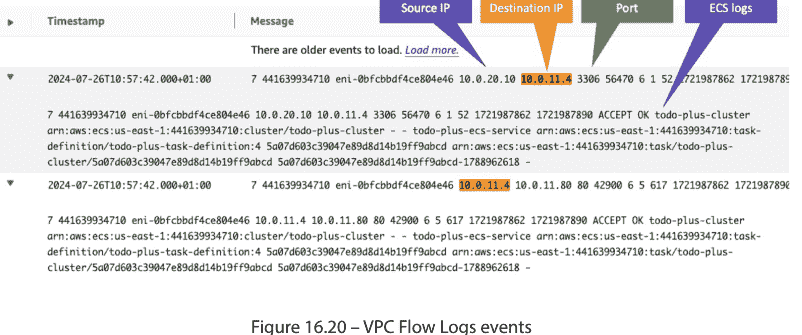 Source IP Destination IP Port ECS logs
Timestamp Message
There are older events to load. Load more.
2024-07-26T10:57:42.000+01:00 7 441639934710 eni-0bfcbbdf4ce804e46 10.0.20.10 10.0.11.4 3306 56470 6 1 52 1721987862 172198789
7 441639934710 eni-0bfcbbdf4ce804e46 10.0.20.10 10.0.11.4 3306 56470 6 1 52 1721987862 1721987890 ACCEPT OK todo-plus-cluster
arn:aws:ecs:us-east-1:441639934710:cluster/todo-plus-cluster - - todo-plus-ecs-service arn:aws:ecs:us-east-1:441639934710:task-
definition/todo-plus-task-definition:4 5a07d603c39047e89d8d14b19ff9abcd arn:aws:ecs:us-east-1:441639934710:task/todo-plus-
cluster/5a07d603c39047e89d8d14b19ff9abcd 5a07d603c39047e89d8d14b19ff9abcd-1788962618 -
2024-07-26T10:57:42.000+01:00 7 441639934710 eni-0bfcbbdf4ce804e46 10.0.11.4 10.0.11.80 80 42900 6 5 617 1721987862 1721987890
7 441639934710 eni-0bfcbbdf4ce804e46 10.0.11.4 10.0.11.80 80 42900 6 5 617 1721987862 1721987890 ACCEPT OK todo-plus-cluster
arn:aws:ecs:us-east-1:441639934710:cluster/todo-plus-cluster - - todo-plus-ecs-service arn:aws:ecs:us-east-1:441639934710:task-
definition/todo-plus-task-definition:4 5a07d603c39047e89d8d14b19ff9abcd arn:aws:ecs:us-east-1:441639934710:task/todo-plus-
cluster/5a07d603c39047e89d8d14b19ff9abcd 5a07d603c39047e89d8d14b19ff9abcd-1788962618 -
Figure 16.20 – VPC Flow Logs events